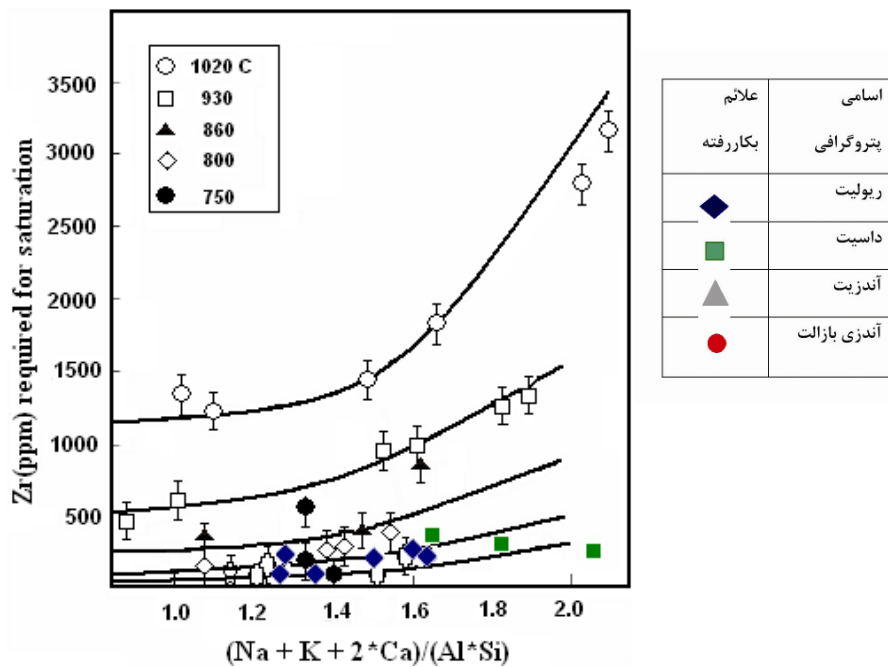 3500
3000
2500
2000
1500
1000
500
Zr(ppm) required for saturation
1020 C
930
860
800
750
1.0 1.2 1.4 1.6 1.8 2.0
(Na + K + 2*Ca)/(Al*Si)
اسامی پتروگرافی
علائم بکاررفته
ریولیت
داسیت
آندزیت
آندزی بازالت